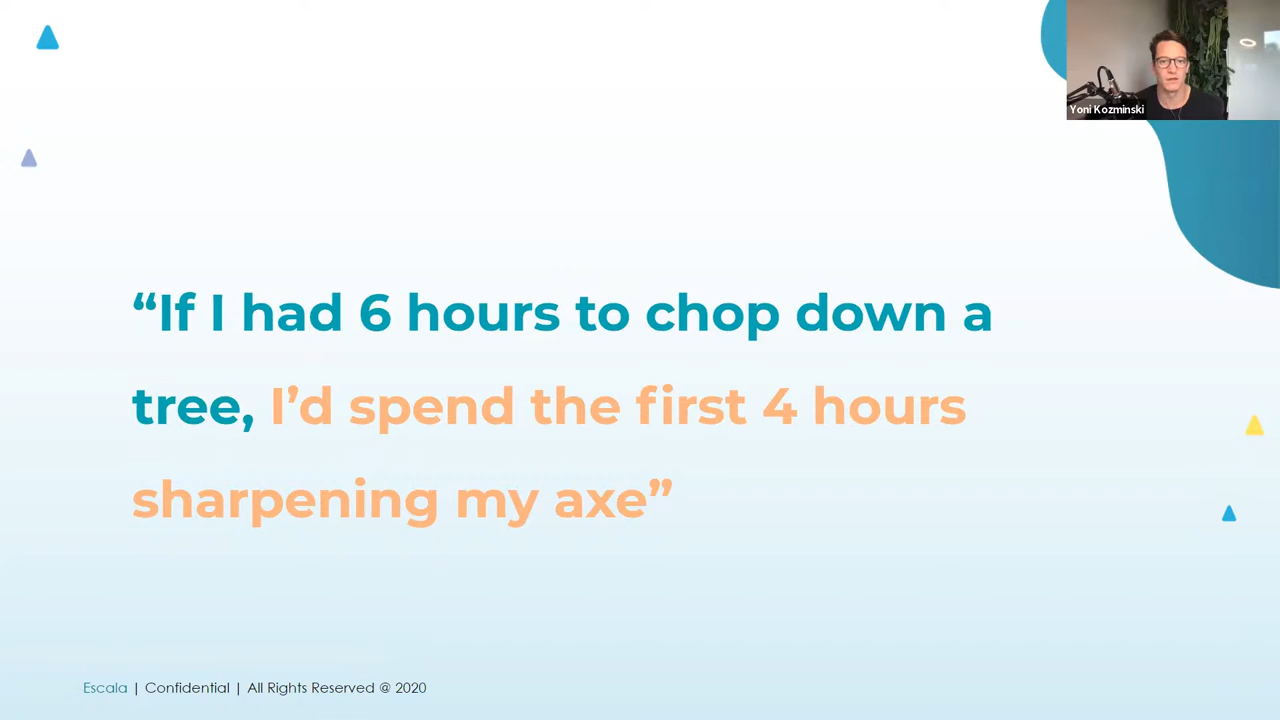 Yoni Kozminski
“If I had 6 hours to chop down a
tree, I’d spend the first 4 hours
sharpening my axe”
Escala | Confidential | All Rights Reserved @ 2020